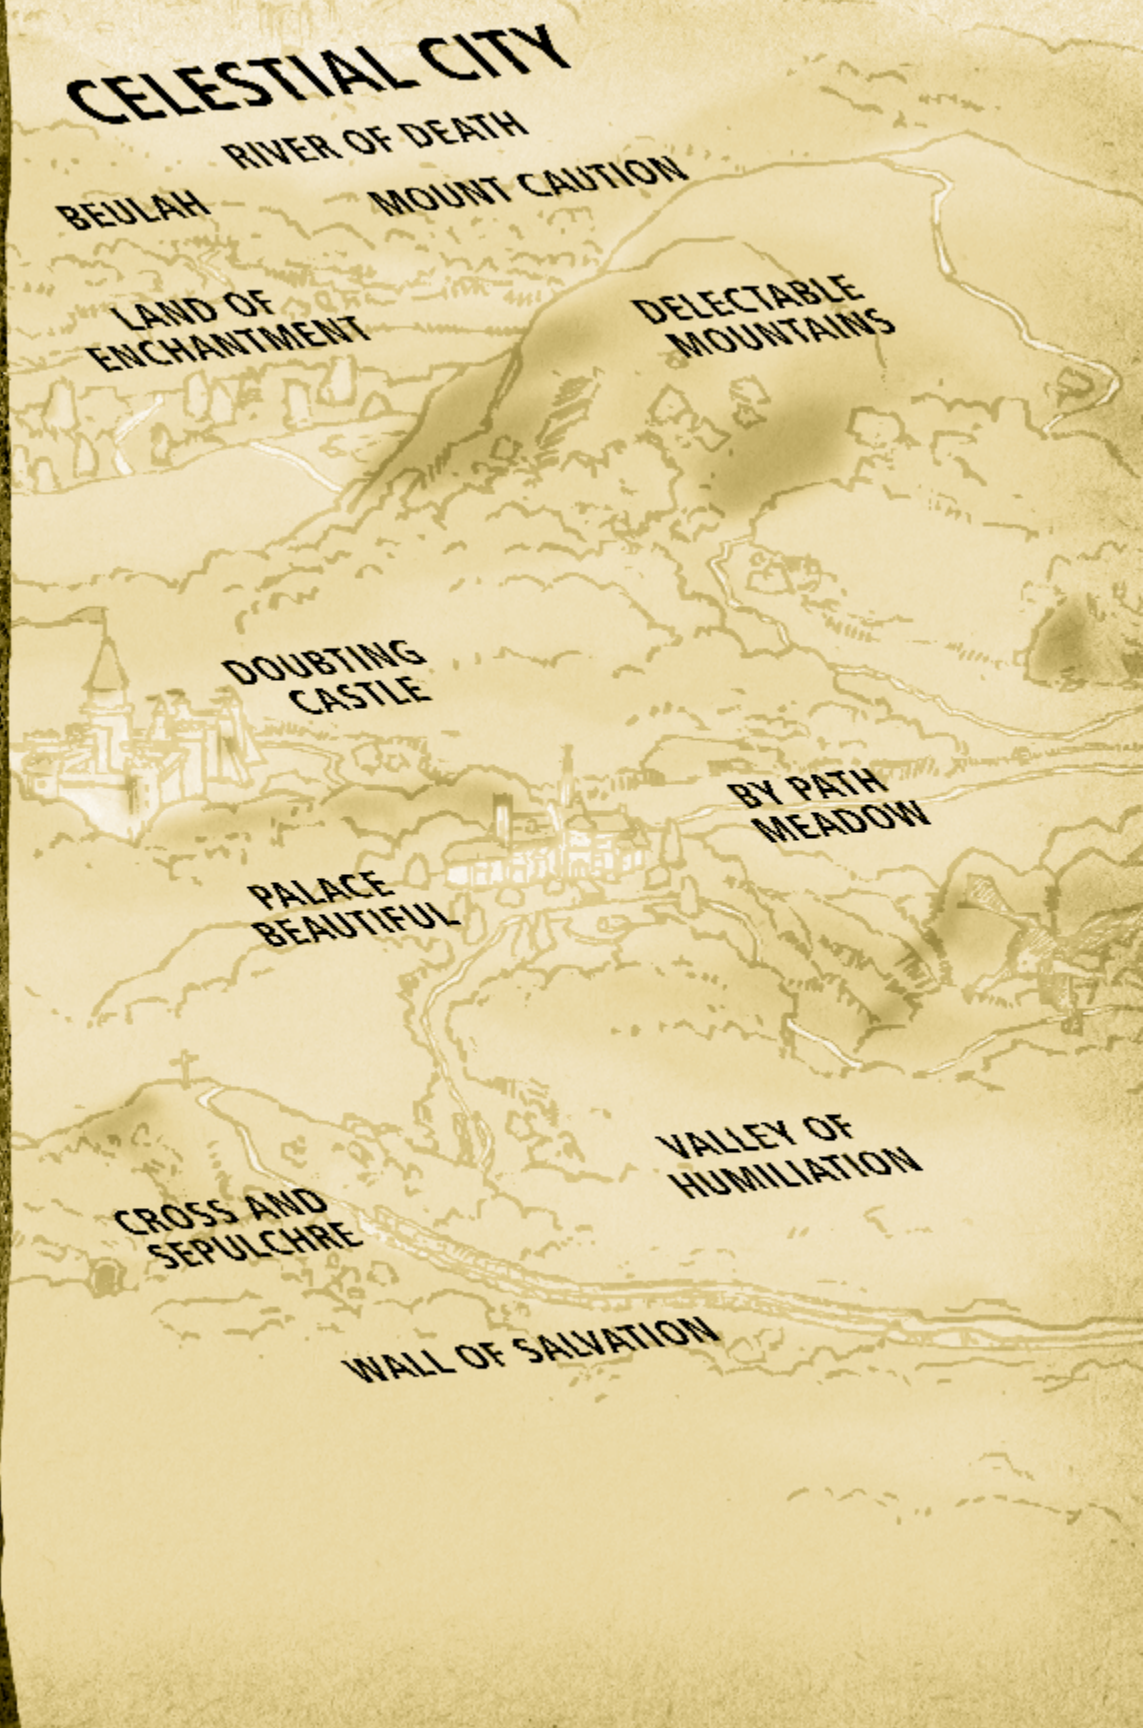 CELESTIAL CITY
RIVER OF DEATH
BEULAH
MOUNT CAUTION
LAND OF
ENCHANTMENT
DELECTABLE
MOUNTAINS
DOUBTING
CASTLE
BY PATH
MEADOW
PALACE
BEAUTIFUL
VALLEY OF
HUMILIATION
CROSS AND
SEPULCHRE
WALL OF SALVATION